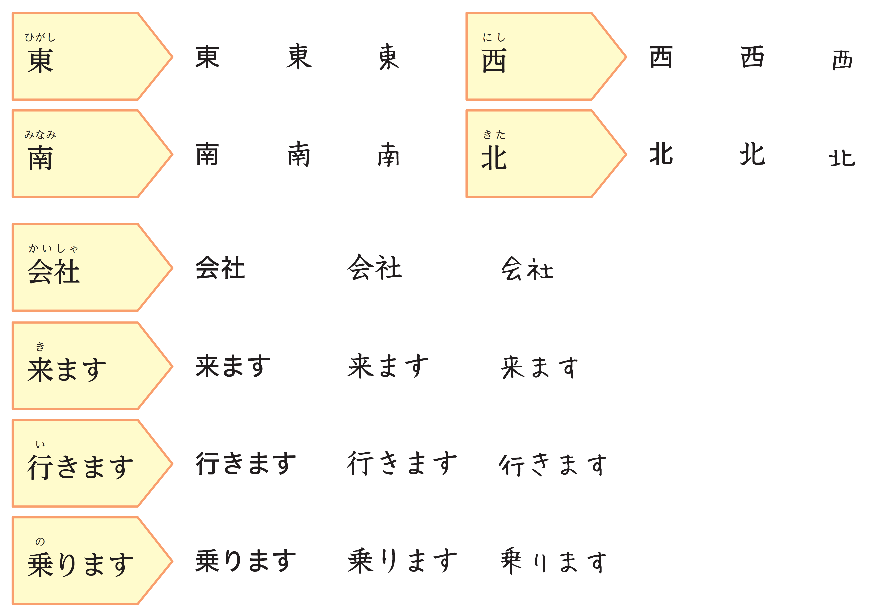 ひがし にし
東 東 東 東 西 西 西 西
みなみ きた
南 南 南 南 北 北 北 北
かいしゃ
会社 会社 会社 会社
き
来ます 来ます 来ます 来ます
い
行きます 行きます 行きます 行きます
の
乗ります 乗ります 乗ります 乗ります